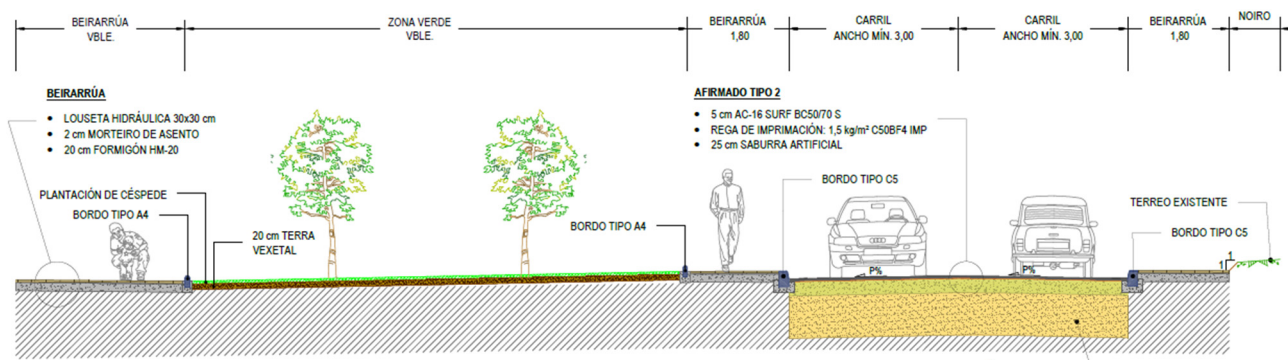 BEIRARRÚA
VBLE.
ZONA VERDE
VBLE.
BEIRARRÚA
1,80
CARRIL
ANCHO MÍN. 3,00
CARRIL
ANCHO MÍN. 3,00
BEIRARRÚA
1,80
NOIRO
BEIRARRÚA
• LOUSETA HIDRÁULICA 30x30 cm
• 2 cm MORTEIRO DE ASENTO
• 20 cm FORMIGÓN HM-20
AFIRMADO TIPO 2
• 5 cm AC-16 SURF BC50/70 S
• REGA DE IMPRIMACIÓN: 1,5 kg/m² C50BF4 IMP
• 25 cm SABURRA ARTIFICIAL
PLANTACIÓN DE CÉSPEDE
BORDO TIPO A4
20 cm TERRA
VEXETAL
BORDO TIPO A4
BORDO TIPO C5
TERREO EXISTENTE
BORDO TIPO C5
P%
P%
1
1